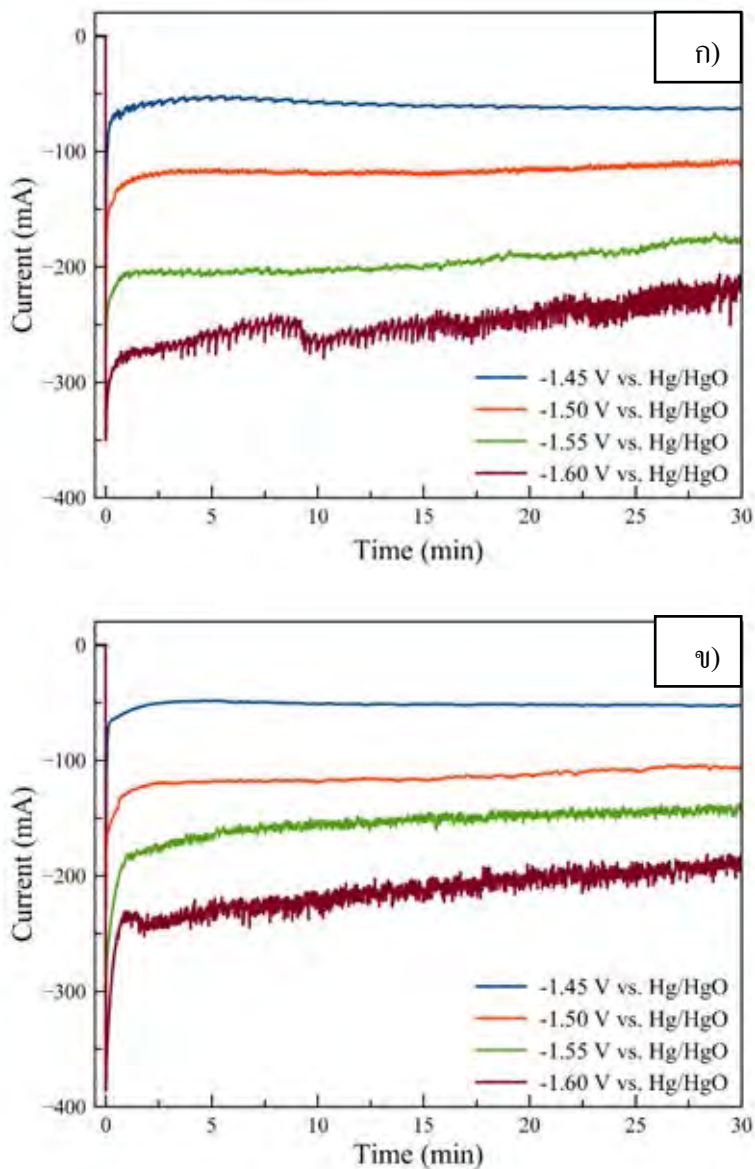 ก)
0
−100
−200
−300
−400
Current (mA)
-1.45 V vs. Hg/HgO
-1.50 V vs. Hg/HgO
-1.55 V vs. Hg/HgO
-1.60 V vs. Hg/HgO
0 5 10 15 20 25 30
Time (min)
ข)
0
−100
−200
−300
−400
Current (mA)
-1.45 V vs. Hg/HgO
-1.50 V vs. Hg/HgO
-1.55 V vs. Hg/HgO
-1.60 V vs. Hg/HgO
0 5 10 15 20 25 30
Time (min)